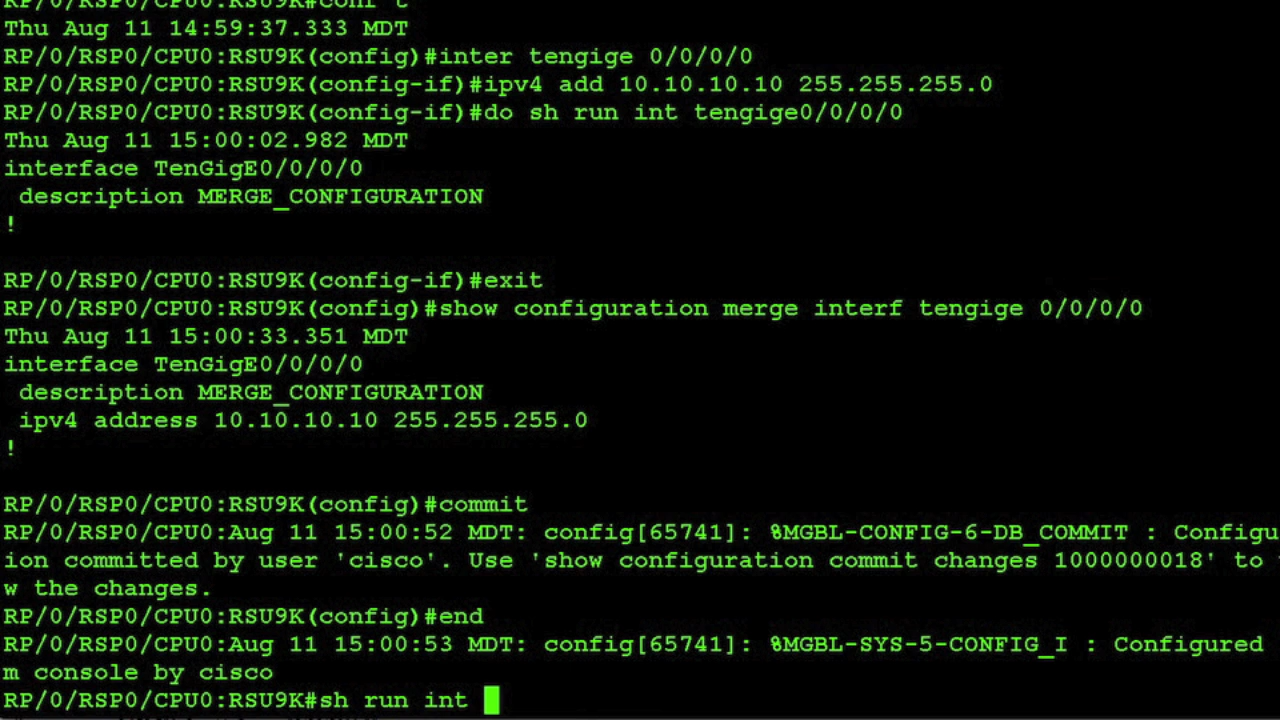 RP/0/RSP0/CPU0:RSU9K#conf t
Thu Aug 11 14:59:37.333 MDT
RP/0/RSP0/CPU0:RSU9K(config)#inter tengige 0/0/0/0
RP/0/RSP0/CPU0:RSU9K(config-if)#ipv4 add 10.10.10.10 255.255.255.0
RP/0/RSP0/CPU0:RSU9K(config-if)#do sh run int tengige0/0/0/0
Thu Aug 11 15:00:02.982 MDT
interface TenGigE0/0/0/0
 description MERGE_CONFIGURATION
!
RP/0/RSP0/CPU0:RSU9K(config-if)#exit
RP/0/RSP0/CPU0:RSU9K(config)#show configuration merge interf tengige 0/0/0/0
Thu Aug 11 15:00:33.351 MDT
interface TenGigE0/0/0/0
 description MERGE_CONFIGURATION
 ipv4 address 10.10.10.10 255.255.255.0
!
RP/0/RSP0/CPU0:RSU9K(config)#commit
RP/0/RSP0/CPU0:Aug 11 15:00:52 MDT: config[65741]: %MGBL-CONFIG-6-DB_COMMIT : Configu
ion committed by user 'cisco'. Use 'show configuration commit changes 1000000018' to
w the changes.
RP/0/RSP0/CPU0:RSU9K(config)#end
RP/0/RSP0/CPU0:Aug 11 15:00:53 MDT: config[65741]: %MGBL-SYS-5-CONFIG_I : Configured
m console by cisco
RP/0/RSP0/CPU0:RSU9K#sh run int